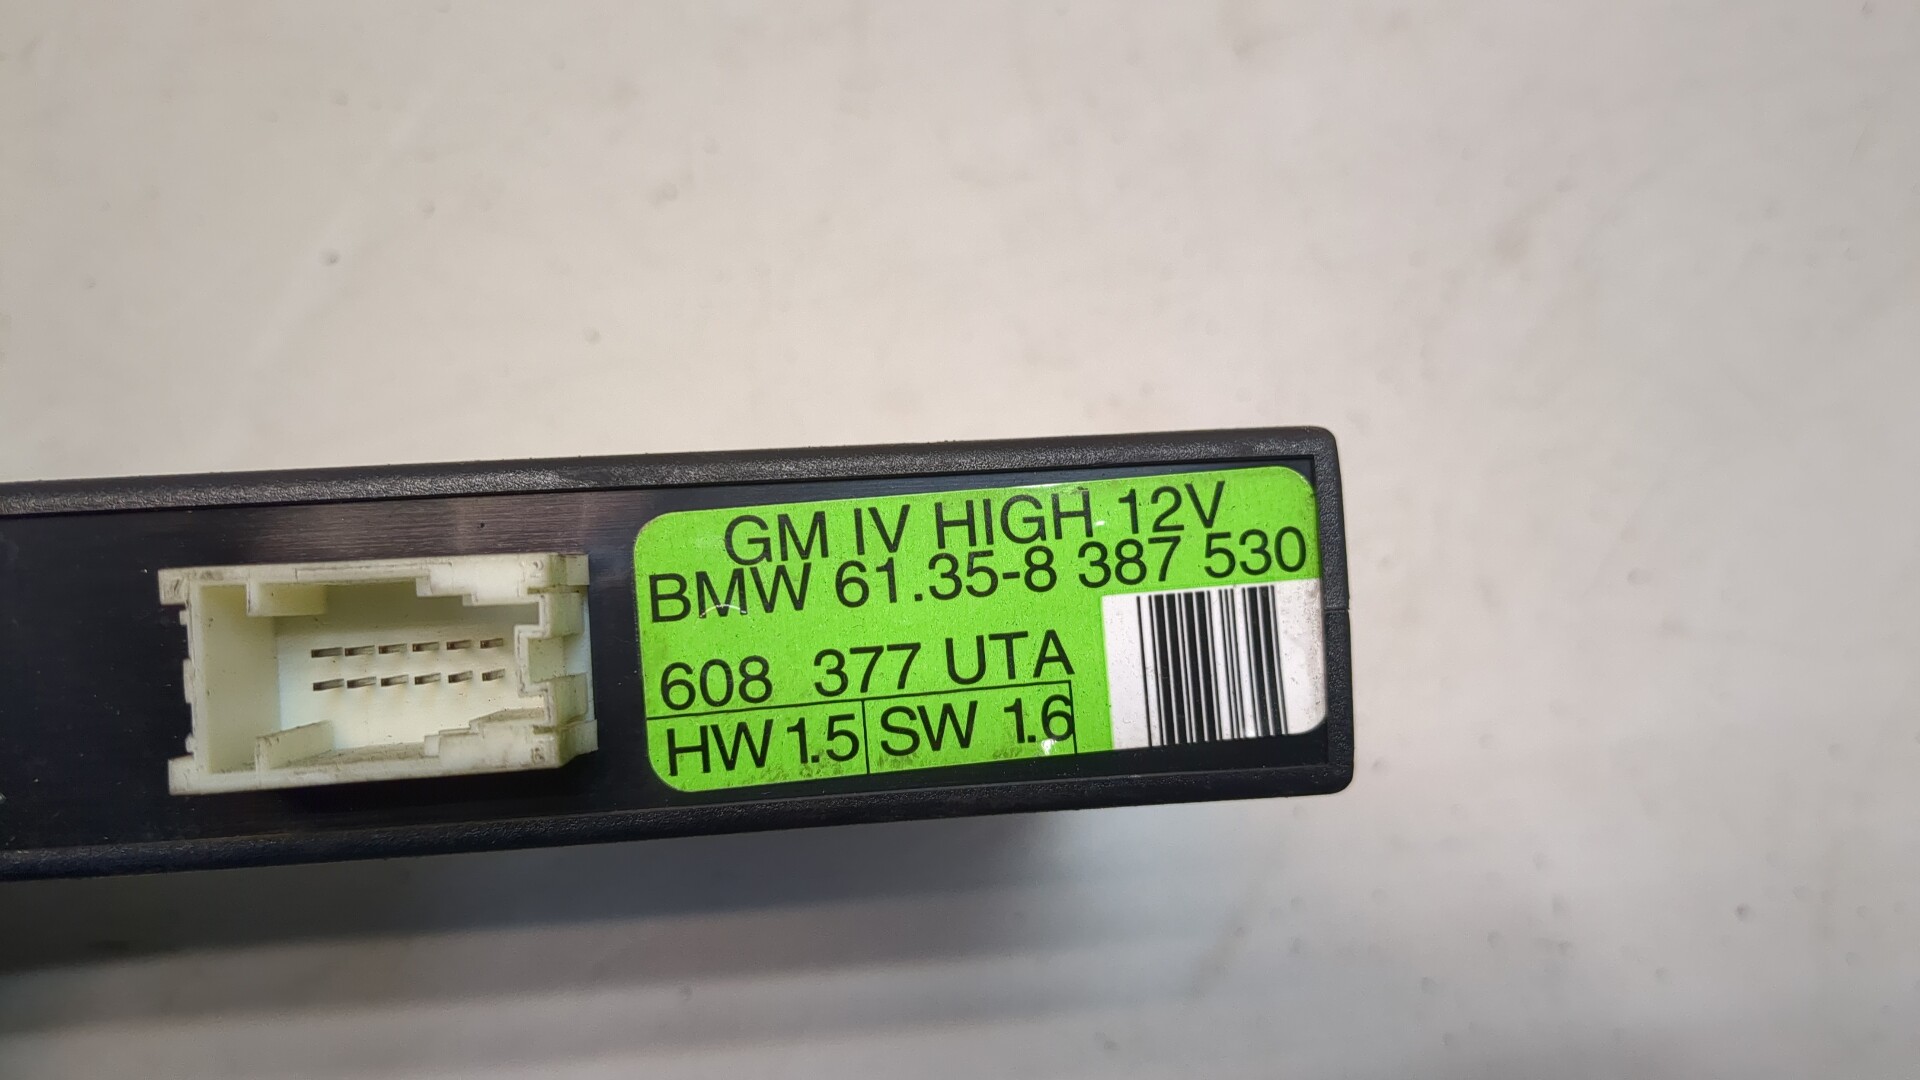 GM IV HIGH 12V
BMW 61.35-8 387 530
608 377 UTA
HW 1.5 SW 1.6